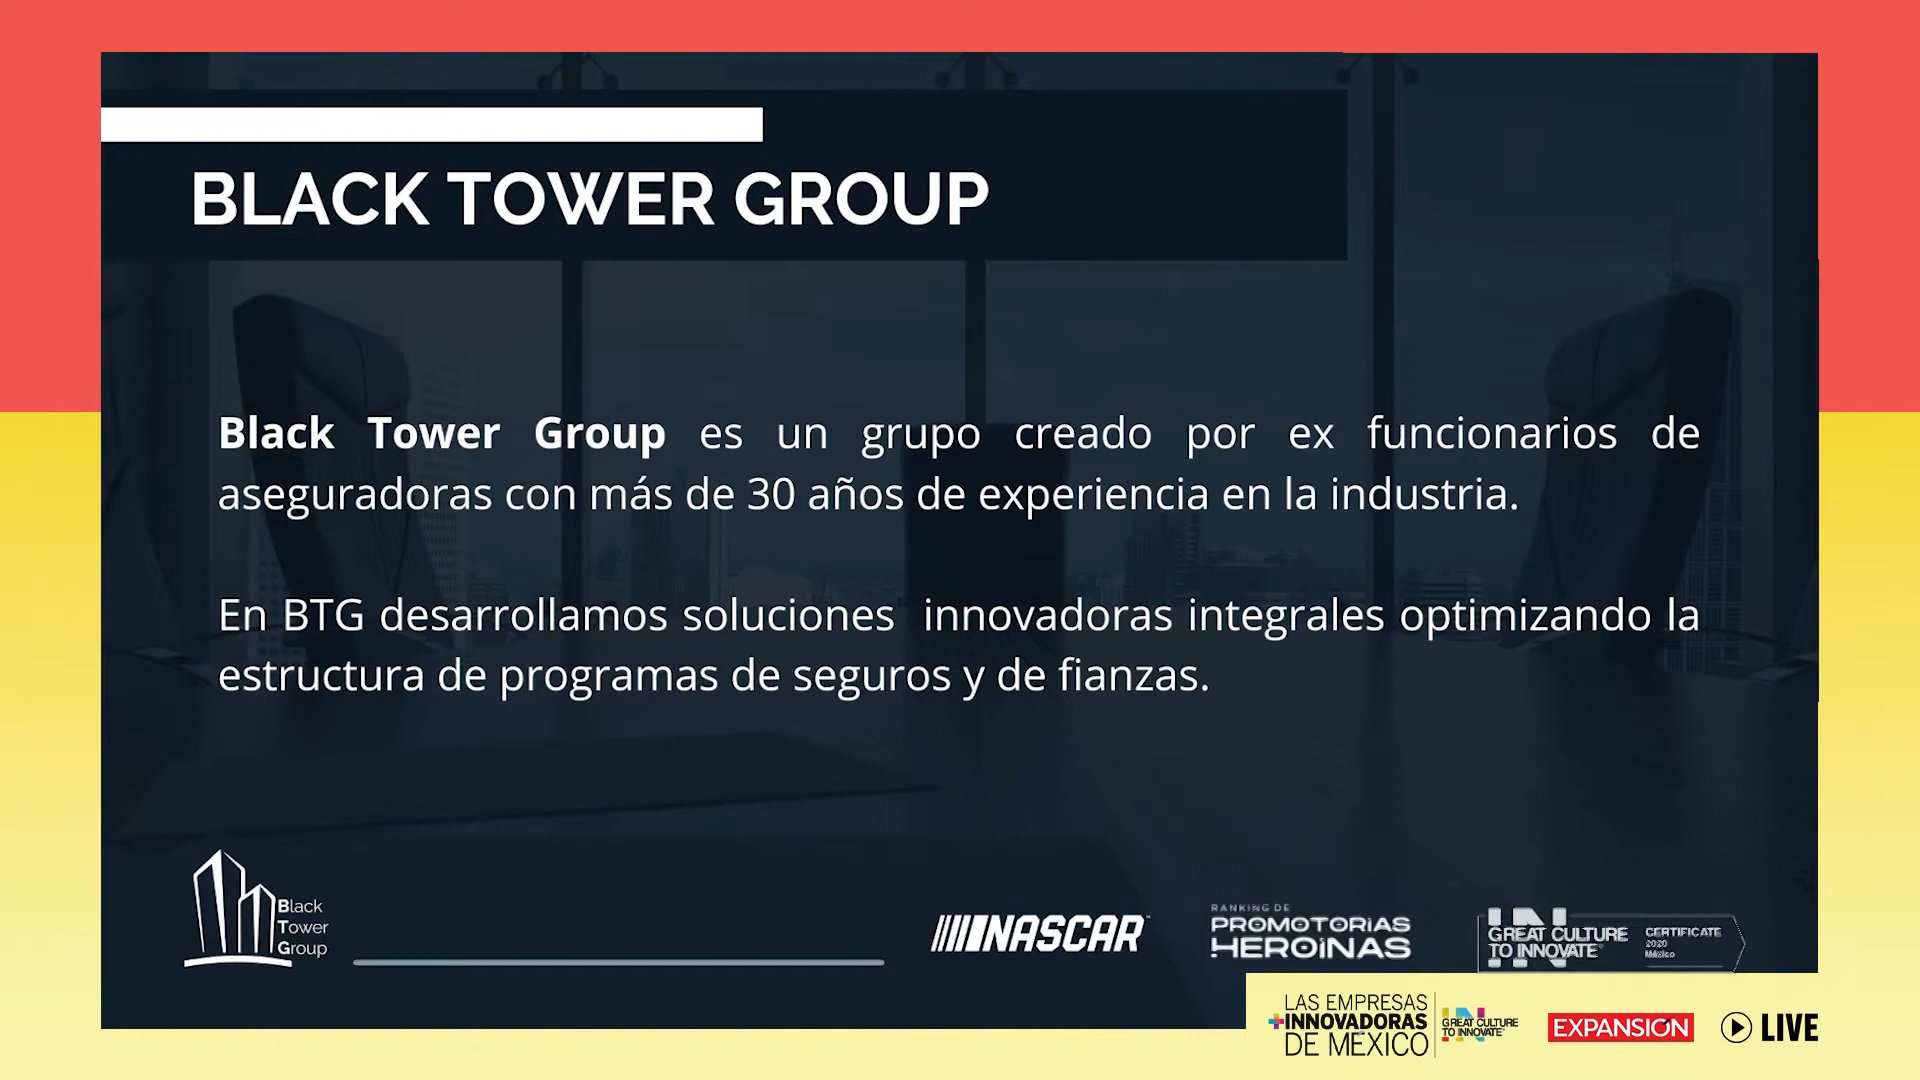 BLACK TOWER GROUP
Black Tower Group es un grupo creado por ex funcionarios de
aseguradoras con más de 30 años de experiencia en la industria.
En BTG desarrollamos soluciones innovadoras integrales optimizando la
estructura de programas de seguros y de fianzas.
Black
Tower
Group
NASCAR
RANKING DE
PROMOTORIAS
HEROÍNAS
IN
GREAT CULTURE
TO INNOVATE
CERTIFICATE
2020
México
LAS EMPRESAS
+INNOVADORAS
DE MÉXICO
IN
GREAT CULTURE
TO INNOVATE
EXPANSIÓN
LIVE